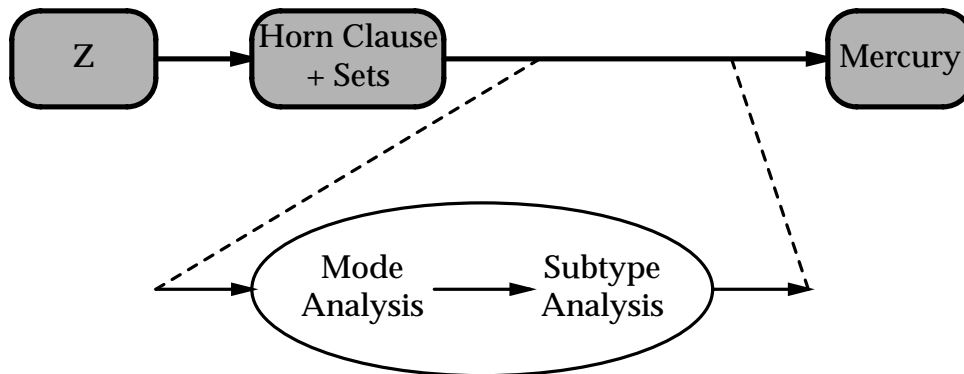 Z
Horn Clause
+ Sets
Mercury
Mode
Analysis
Subtype
Analysis